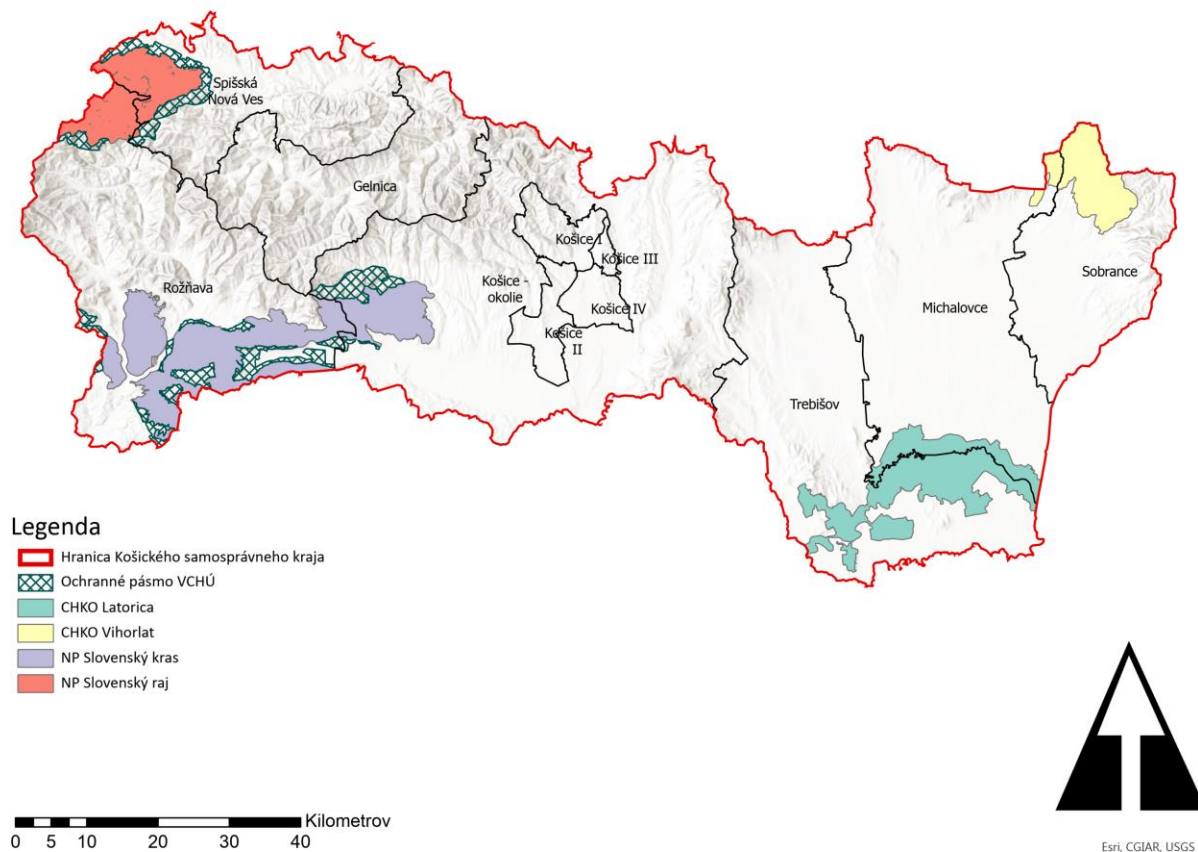 Spišská
Nová Ves
Gelnica
Košice I
Košice III
Košice -
okolie
Košice IV
Košice
II
Rožňava
Sobrance
Michalovce
Trebišov
Legenda
Hranica Košického samosprávneho kraja
Ochranné pásmo VCHÚ
CHKO Latorica
CHKO Vihorlat
NP Slovenský kras
NP Slovenský raj
Kilometrov
0 5 10 20 30 40
Esri, CGIAR, USGS